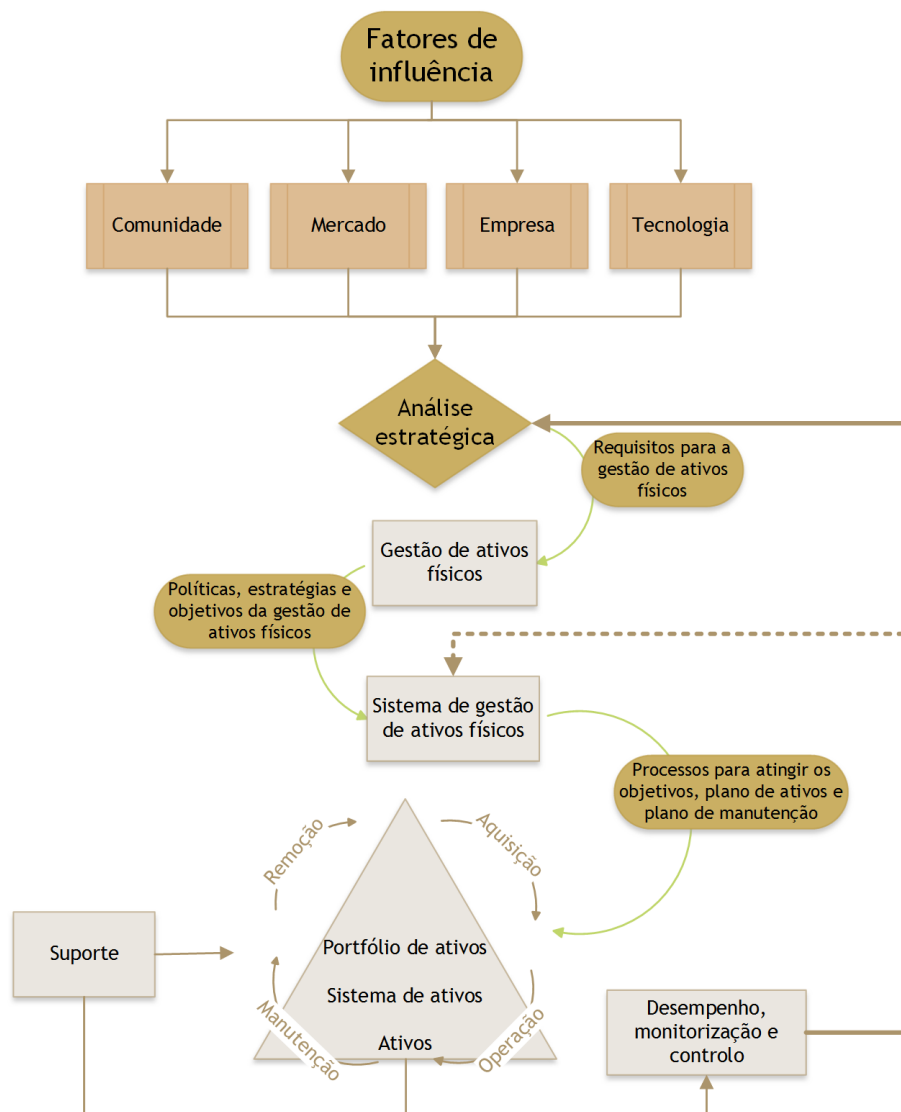 Fatores de
influência
Comunidade
Mercado
Empresa
Tecnologia
Análise
estratégica
Requisitos para a
gestão de ativos
físicos
Gestão de ativos
físicos
Políticas, estratégias e
objetivos da gestão de
ativos físicos
Sistema de gestão
de ativos físicos
Processos para atingir os
objetivos, plano de ativos e
plano de manutenção
Remoção
Aquisição
Suporte
Portfólio de ativos
Sistema de ativos
Ativos
Manutenção
Operação
Desempenho,
monitorização e
controlo